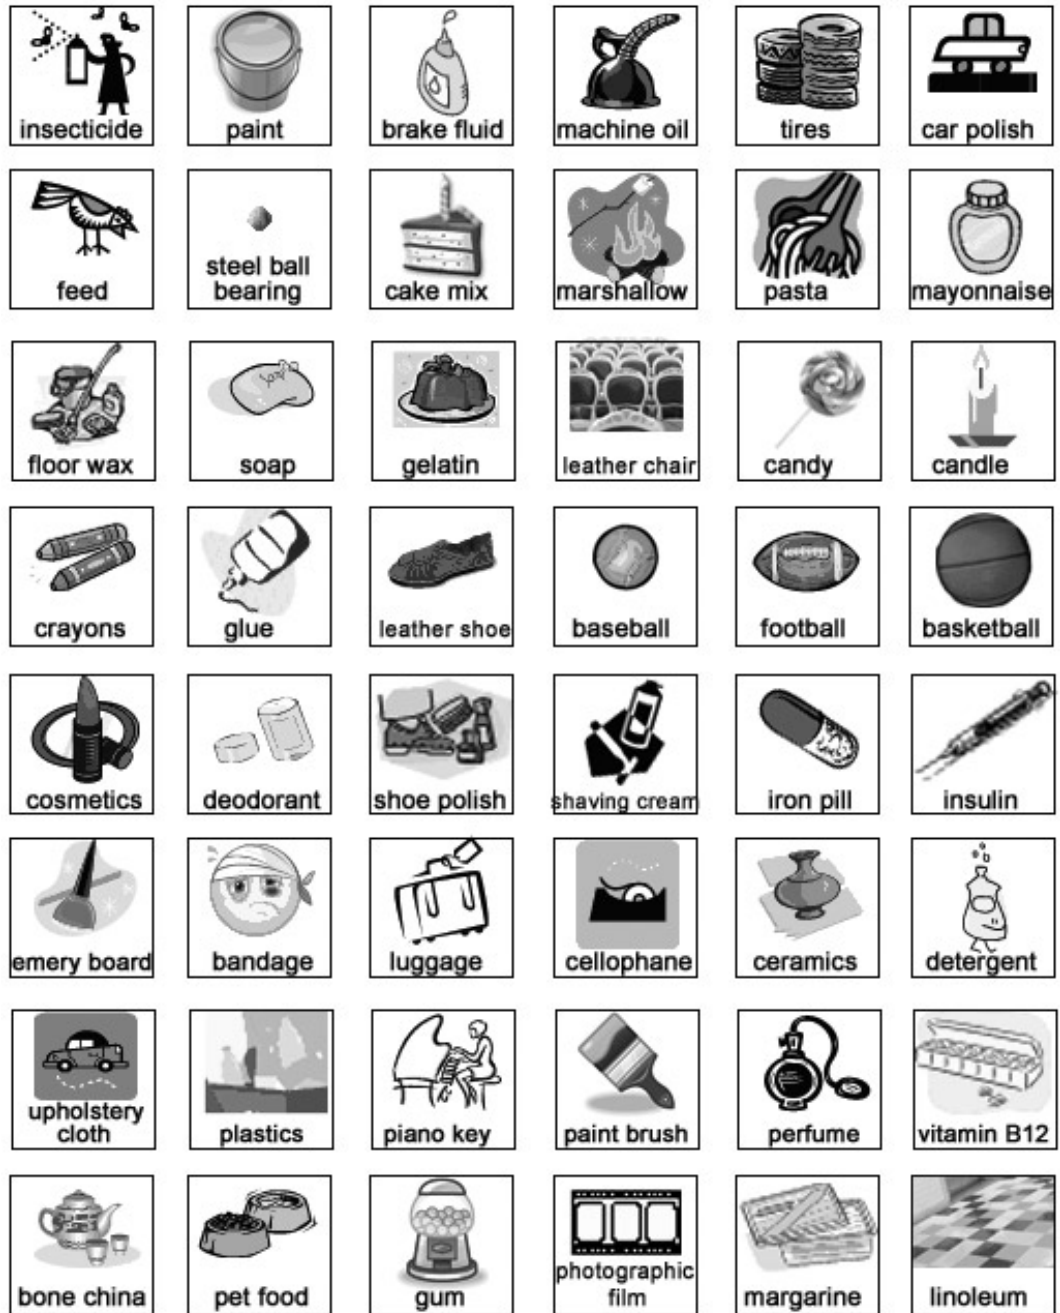 insecticide
paint
brake fluid
machine oil
tires
car polish
feed
steel ball
bearing
cake mix
marshallow
pasta
mayonnaise
floor wax
soap
soap
gelatin
leather chair
candy
candle
crayons
glue
leather shoe
baseball
football
basketball
cosmetics
deodorant
shoe polish
shaving cream
iron pill
insulin
emery board
bandage
luggage
cellophane
ceramics
detergent
upholstery
cloth
plastics
piano key
paint brush
perfume
vitamin B12
bone china
pet food
gum
photographic
film
margarine
linoleum